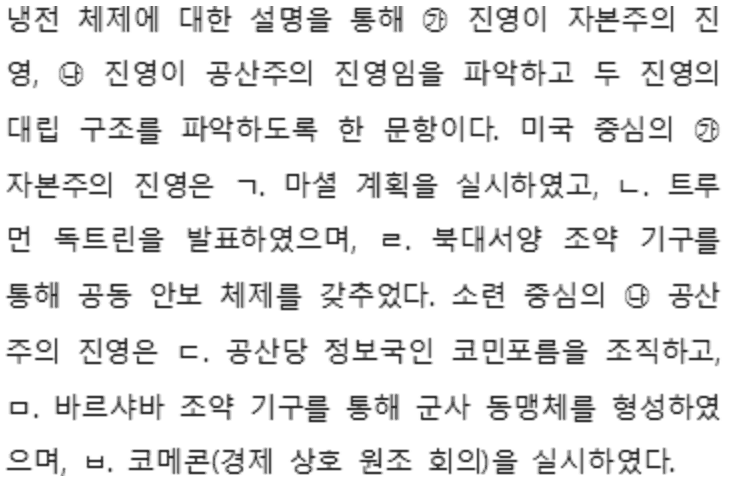 냉전 체제에 대한 설명을 통해 ㉮ 진영이 자본주의 진
영, ㉯ 진영이 공산주의 진영임을 파악하고 두 진영의
대립 구조를 파악하도록 한 문항이다. 미국 중심의 ㉮
자본주의 진영은 ㄱ. 마셜 계획을 실시하였고, ㄴ. 트루
먼 독트린을 발표하였으며, ㄹ. 북대서양 조약 기구를
통해 공동 안보 체제를 갖추었다. 소련 중심의 ㉯ 공산
주의 진영은 ㄷ. 공산당 정보국인 코민포름을 조직하고,
ㅁ. 바르샤바 조약 기구를 통해 군사 동맹체를 형성하였
으며, ㅂ. 코메콘(경제 상호 원조 회의)을 실시하였다.